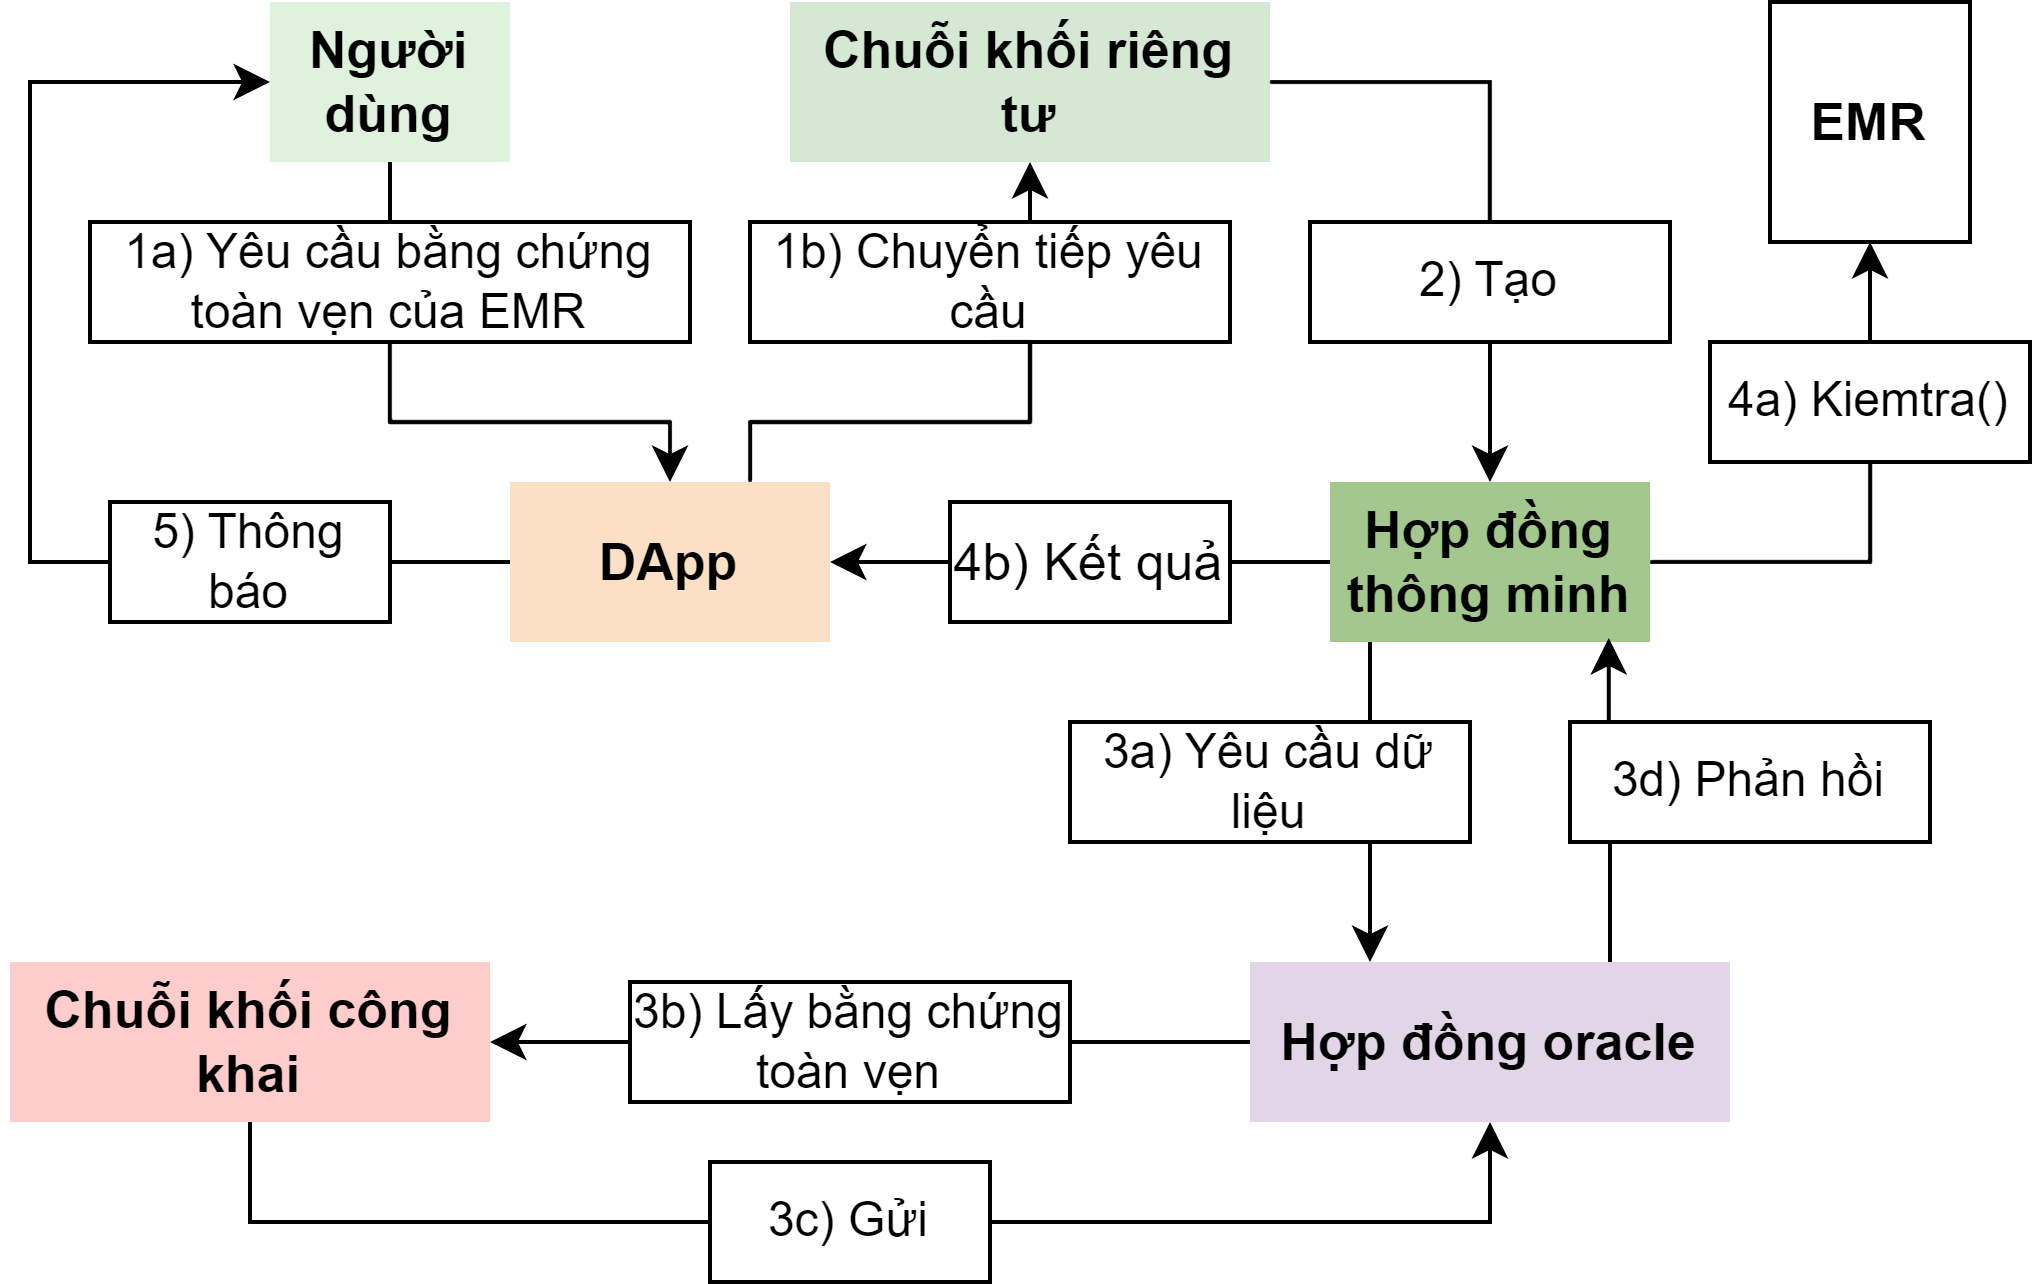 Người
dùng
Chuỗi khối riêng
tư
EMR
1a) Yêu cầu bằng chứng
toàn vẹn của EMR
1b) Chuyển tiếp yêu
cầu
2) Tạo
4a) Kiemtra()
5) Thông
báo
DApp
4b) Kết quả
Hợp đồng
thông minh
3a) Yêu cầu dữ
liệu
3d) Phản hồi
Chuỗi khối công
khai
3b) Lấy bằng chứng
toàn vẹn
Hợp đồng oracle
3c) Gửi